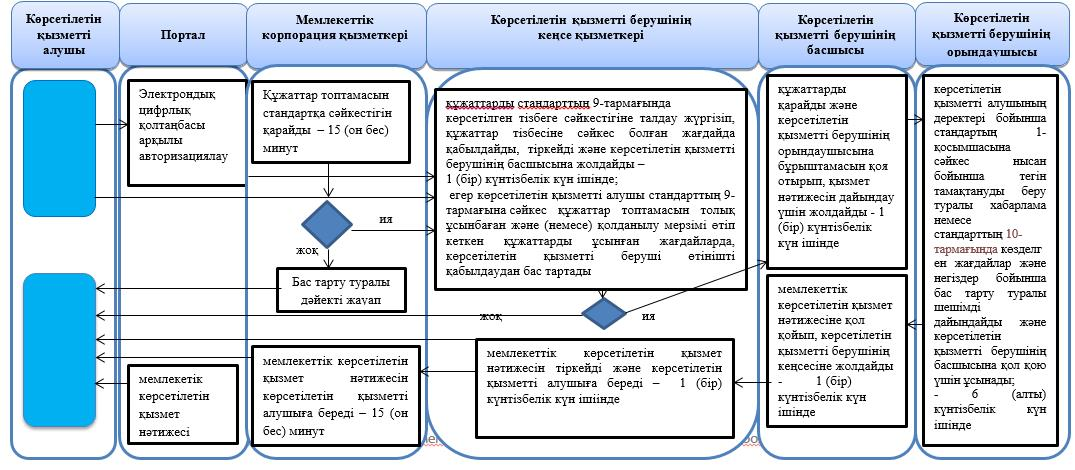 Көрсетілетін
қызметті
алушы
Портал
Мемлекеттік
корпорация қызметкері
Көрсетілетін қызметті берушінің
кеңсе қызметкері
Көрсетілетін
қызметті берушінің
басшысы
Көрсетілетін
қызметті берушінің
орындаушысы
Электрондық
цифрлық
қолтаңбасы
арқылы
авторизациялау
Құжаттар топтамасын
стандартқа сәйкестігін
қарайды – 15 (он бес)
минут
ия
жоқ
Бас тарту туралы
дәйекті жауап
құжаттарды стандарттың 9-тармағында
көрсетілген тізбеге сәйкестігіне талдау жүргізіп,
құжаттар тізбесіне сәйкес болған жағдайда
қабылдайды, тіркейді және көрсетілетін қызметті
берушінің басшысына жолдайды –
1 (бір) күнтізбелік күн ішінде;
егер көрсетілетін қызметті алушы стандарттың 9-
тармағына сәйкес құжаттар топтамасын толық
ұсынбаған және (немесе) қолданылу мерзімі өтіп
кеткен құжаттарды ұсынған жағдайларда,
көрсетілетін қызметті беруші өтінішті
қабылдаудан бас тартады
жоқ
ия
құжаттарды
қарайды және
көрсетілетін
қызметті берушінің
орындаушысына
бұрыштамасын қоя
отырып, қызмет
нәтижесін дайындау
үшін жолдайды - 1
(бір) күнтізбелік
күн ішінде
көрсетілетін
қызметті алушының
деректері бойынша
стандартың 1-
қосымшасына
сәйкес нысан
бойынша тегін
тамақтануды беру
туралы хабарлама
немесе
стандарттың 10-
тармағында көзделг
ен жағдайлар және
негіздер бойынша
бас тарту туралы
шешімді
дайындайды және
көрсетілетін
қызметті берушінің
басшысына қол қою
үшін ұсынады;
- 6 (алты)
күнтізбелік күн
ішінде
мемлекеттік
көрсетілетін қызмет
нәтижесіне қол
қойып, көрсетілетін
қызметті берушінің
кеңсесіне жолдайды
- 1 (бір)
күнтізбелік күн
ішінде
мемлекеттік көрсетілетін қызмет
нәтижесін тіркейді және көрсетілетін
қызметті алушыға береді – 1 (бір)
күнтізбелік күн ішіінде
мемлекеттік көрсетілетін
қызмет нәтижесін
көрсетілетін қызметті
алушыға береді – 15 (он
бес) минут
мемлекетік
көрсетілетін
қызмет
нәтижесі